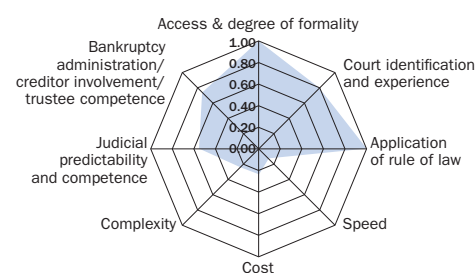 Access & degree of formality
Bankruptcy
administration/
creditor involvement/
trustee competence
1.00
0.80
0.60
0.40
0.20
0.00
Court identification
and experience
Judicial
predictability
and competence
Application
of rule of law
Complexity
Speed
Cost